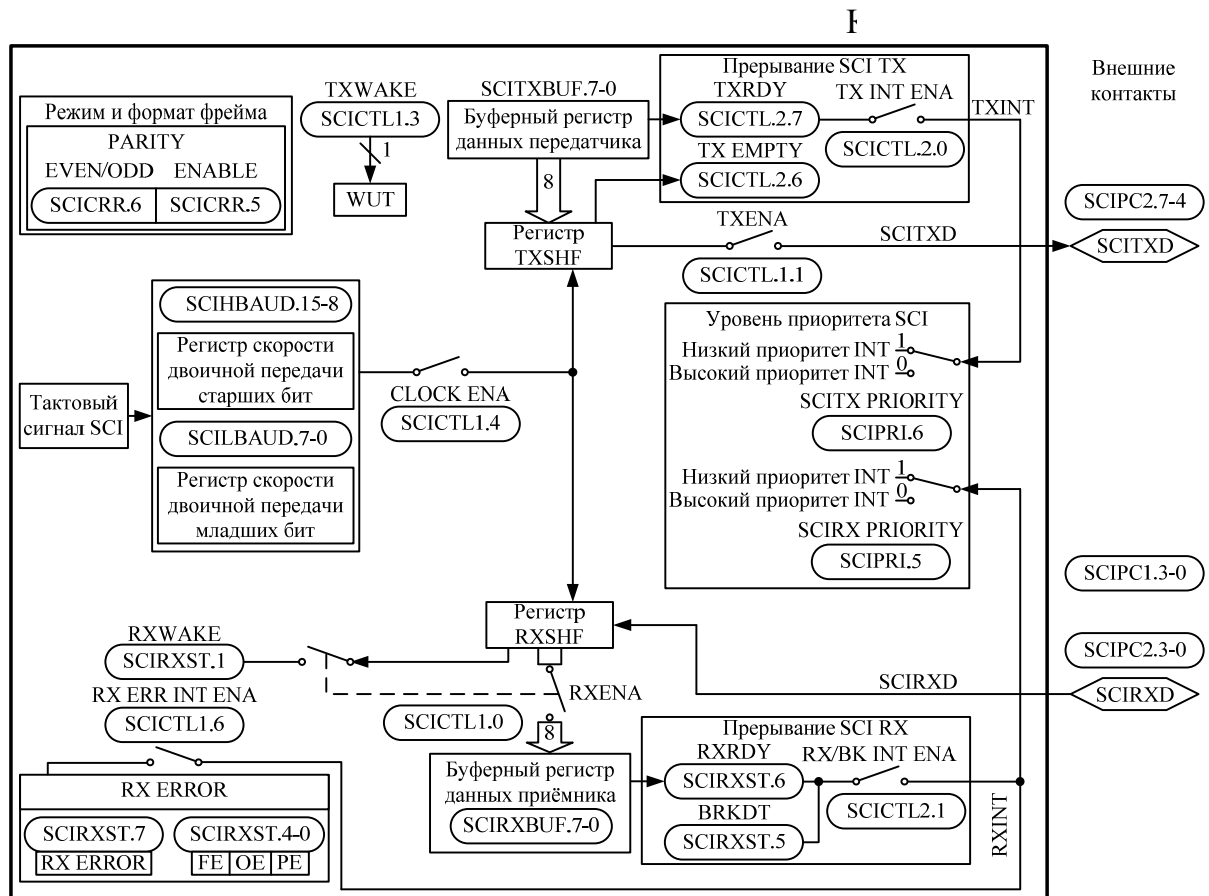 Внешние
контакты
Режим и формат фрейма
PARITY
EVEN/ODD ENABLE
SCICRR.6 SCICRR.5
TXWAKE
SCICTL1.3
1
WUT
SCITXBUF.7-0
Буферный регистр
данных передатчика
8
Регистр
TXSHF
Прерывание SCI TX
TXRDY
SCICTL.2.7
TX INT ENA
SCICTL.2.0
TXINT
TX EMPTY
SCICTL.2.6
TXENA
SCICTL.1.1
SCITXD
SCIPC2.7-4
SCITXD
Тактовый
сигнал SCI
SCIHBAUD.15-8
Регистр скорости
двоичной передачи
старших бит
SCILBAUD.7-0
Регистр скорости
двоичной передачи
младших бит
CLOCK ENA
SCICTL1.4
Уровень приоритета SCI
Низкий приоритет INT 1
Высокий приоритет INT 0
SCITX PRIORITY
SCIPRI.6
Низкий приоритет INT 1
Высокий приоритет INT 0
SCIRX PRIORITY
SCIPRI.5
SCIPC1.3-0
SCIPC2.3-0
SCIRXD
SCIRXD
Регистр
RXSHF
RXWAKE
SCIRXST.1
RX ERR INT ENA
SCICTL1.6
RXENA
SCICTL1.0
8
Буферный регистр
данных приёмника
SCIRXBUF.7-0
Прерывание SCI RX
RXRDY
SCIRXST.6
RX/BK INT ENA
SCICTL2.1
BRKDT
SCIRXST.5
RXINT
RX ERROR
SCIRXST.7 SCIRXST.4-0
RX ERROR FE OE PE